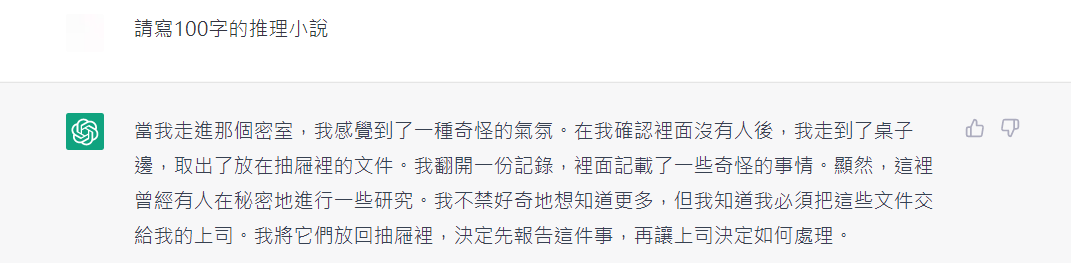 請寫100字的推理小說
當我走進那個密室，我感覺到了一種奇怪的氣氛。在我確認裡面沒有人後，我走到了桌子
邊，取出了放在抽屜裡的文件。我翻開一份記錄，裡面記載了一些奇怪的事情。顯然，這裡
曾經有人在秘密地進行一些研究。我不禁好奇地想知道更多，但我知道我必須把這些文件交
給我的上司。我將它們放回抽屜裡，決定先報告這件事，再讓上司決定如何處理。